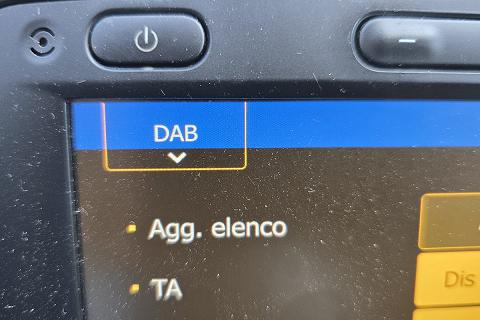 DAB
Agg. elenco
TA
Dis